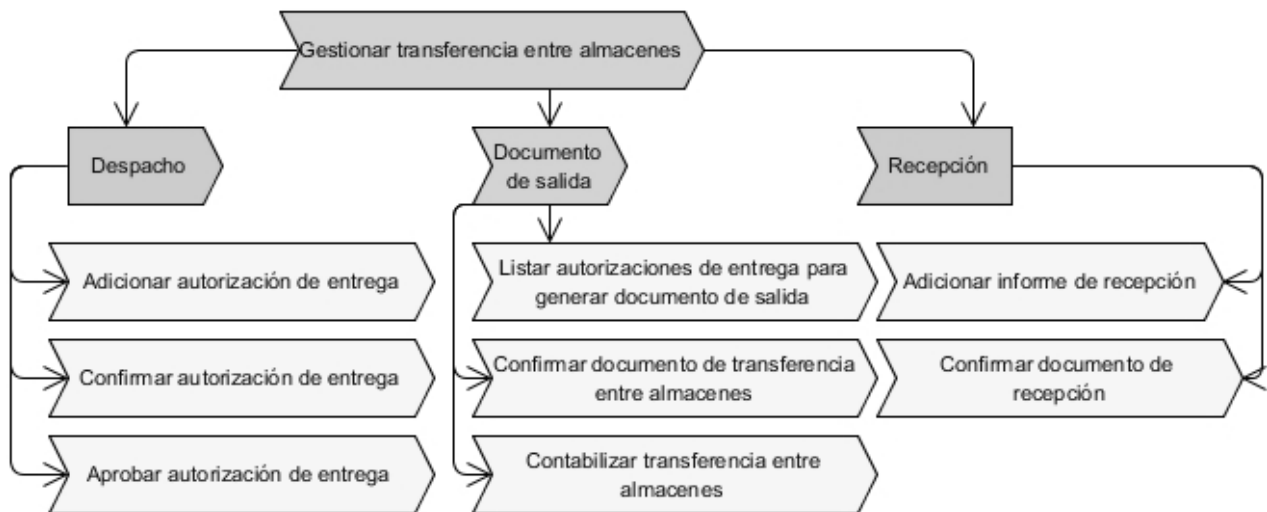 Gestionar transferencia entre almacenes
Despacho
Documento
de salida
Recepción
Adicionar autorización de entrega
Listar autorizaciones de entrega para
generar documento de salida
Adicionar informe de recepción
Confirmar autorización de entrega
Confirmar documento de transferencia
entre almacenes
Confirmar documento de
recepción
Aprobar autorización de entrega
Contabilizar transferencia entre
almacenes